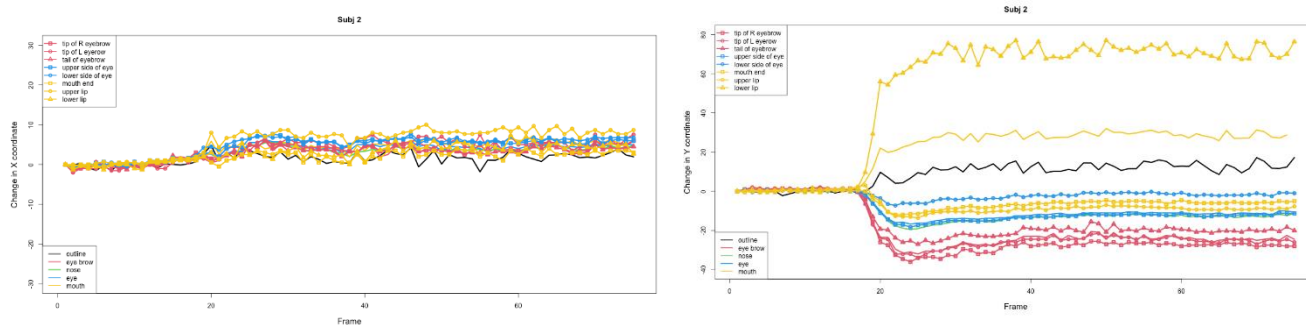 Subj 2
Change in X coordinate
30
20
10
0
-10
-20
-30
tip of R eyebrow
tip of L eyerow
tail of eyebrow
upper side of eye
lower side of eye
mouth end
upper lip
lower lip
outline
eye brow
nose
eye
mouth
0
20
40
60
Frame
Subj 2
Change in Y coordinate
80
60
40
20
0
-20
-40
tip of R eyebrow
tip of L eyerow
tail of eyebrow
upper side of eye
lower side of eye
mouth end
upper lip
lower lip
outline
eye brow
nose
eye
mouth
0
20
40
60
Frame